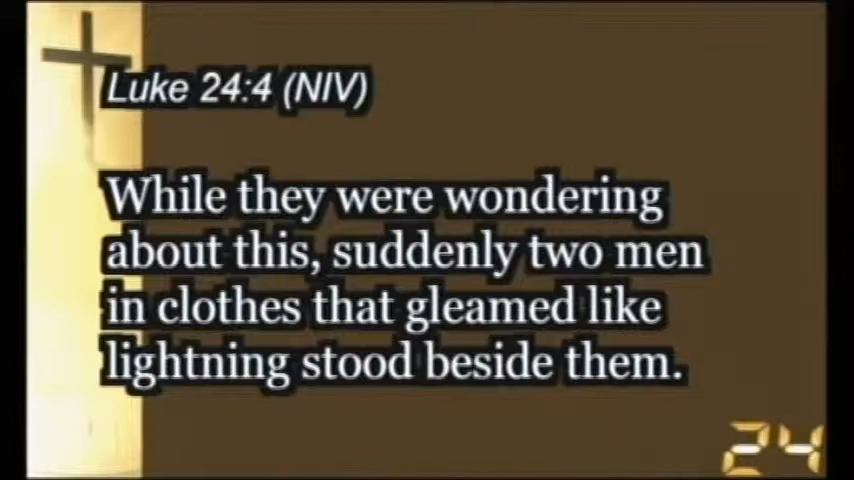 Luke 24:4 (NIV)
While they were wondering
about this, suddenly two men
in clothes that gleamed like
lightning stood beside them.
24